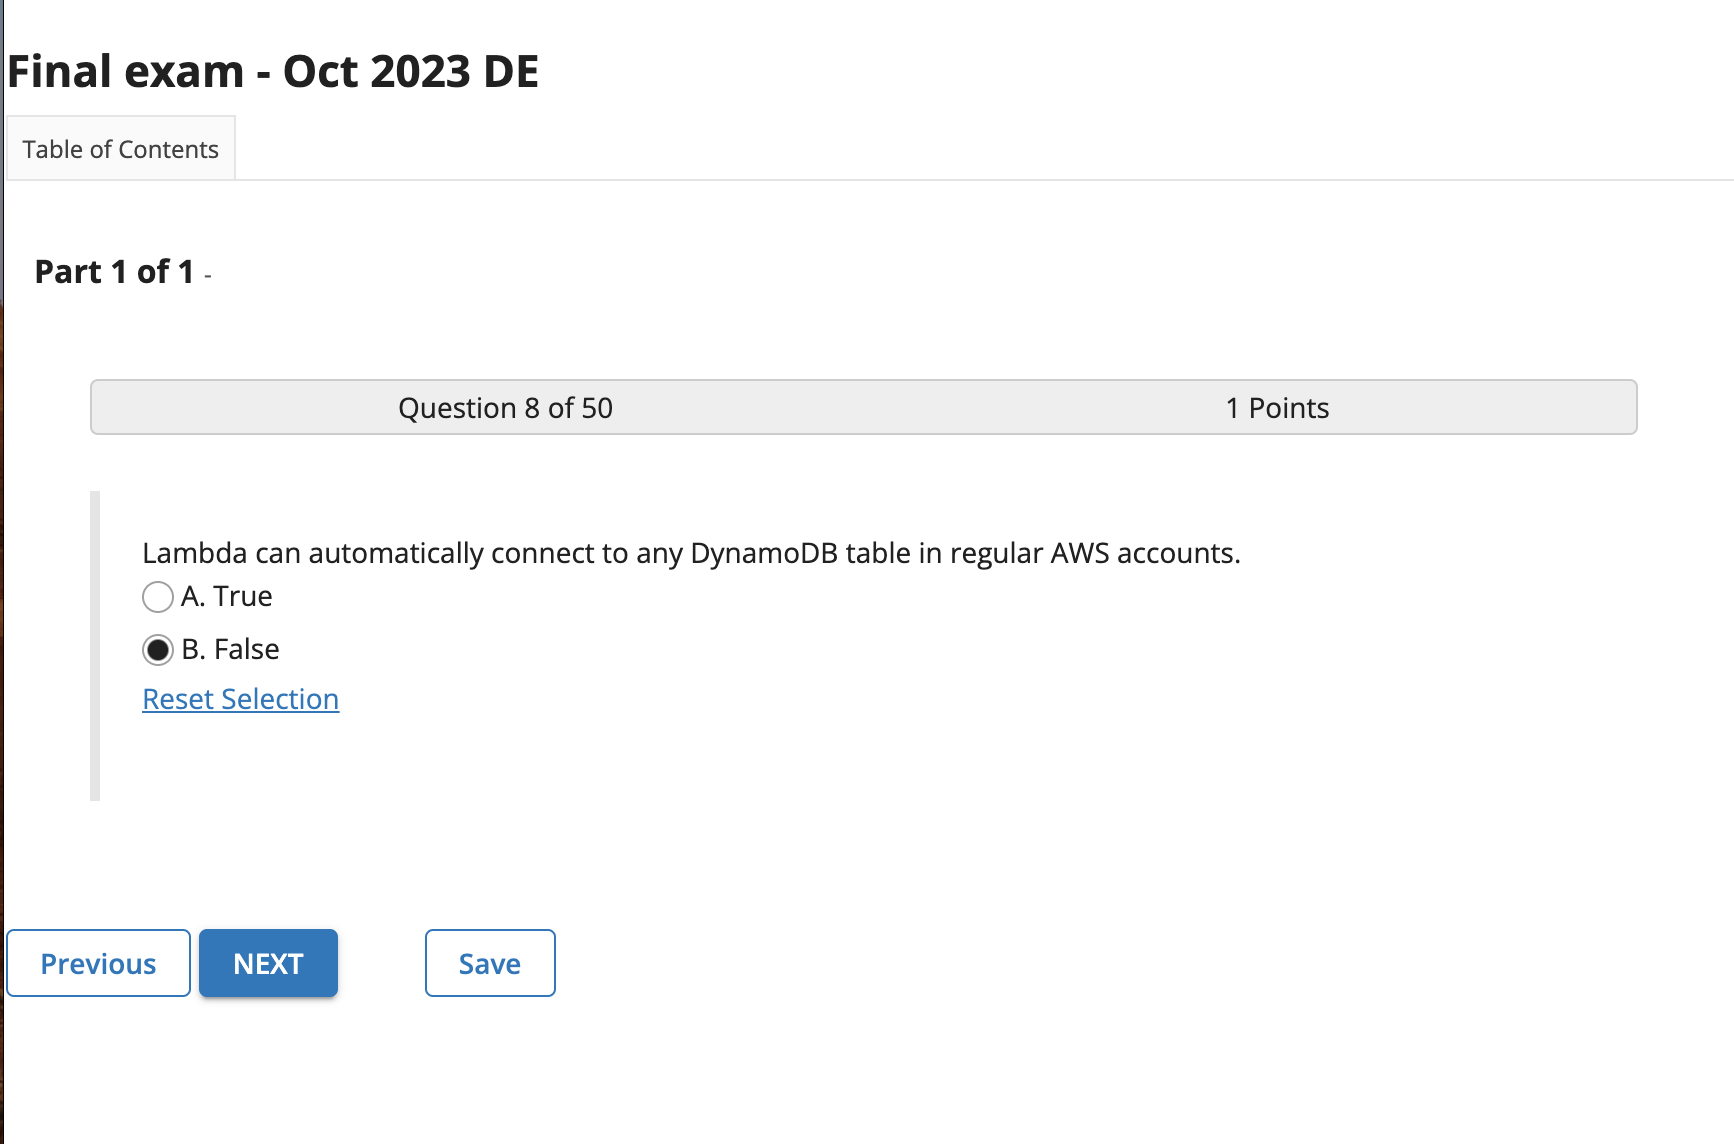 Final exam - Oct 2023 DE
Table of Contents
Part 1 of 1 -
Question 8 of 50 1 Points
Lambda can automatically connect to any DynamoDB table in regular AWS accounts.
A. True
B. False
Reset Selection
Previous NEXT Save